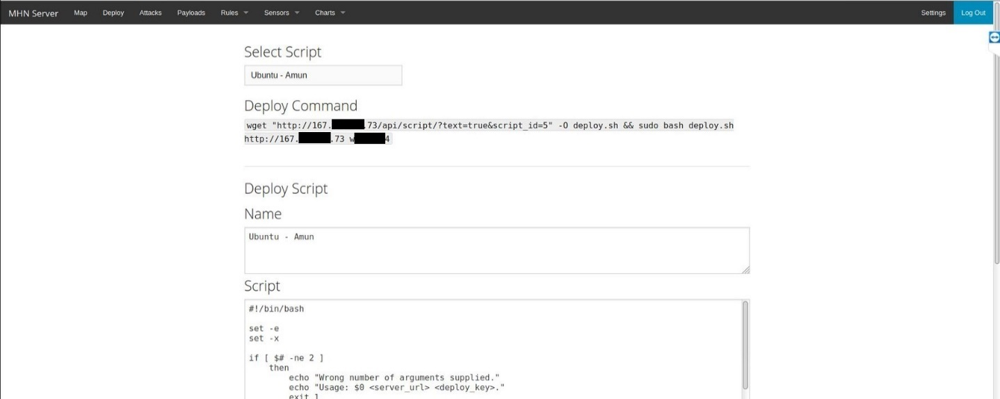 MHN Server Map Deploy Attacks Payloads Rules Sensors Charts Settings Log Out
Select Script
Ubuntu - Amun
Deploy Command
wget "http://167. .73/api/script/?text=true&script_id=5" -O deploy.sh && sudo bash deploy.sh
http://167. .73 w 4
Deploy Script
Name
Ubuntu - Amun
Script
#!/bin/bash
set -e
set -x
if [ $# -ne 2 ]
then
echo "Wrong number of arguments supplied."
echo "Usage: $0 <server_url> <deploy_key>."
exit 1